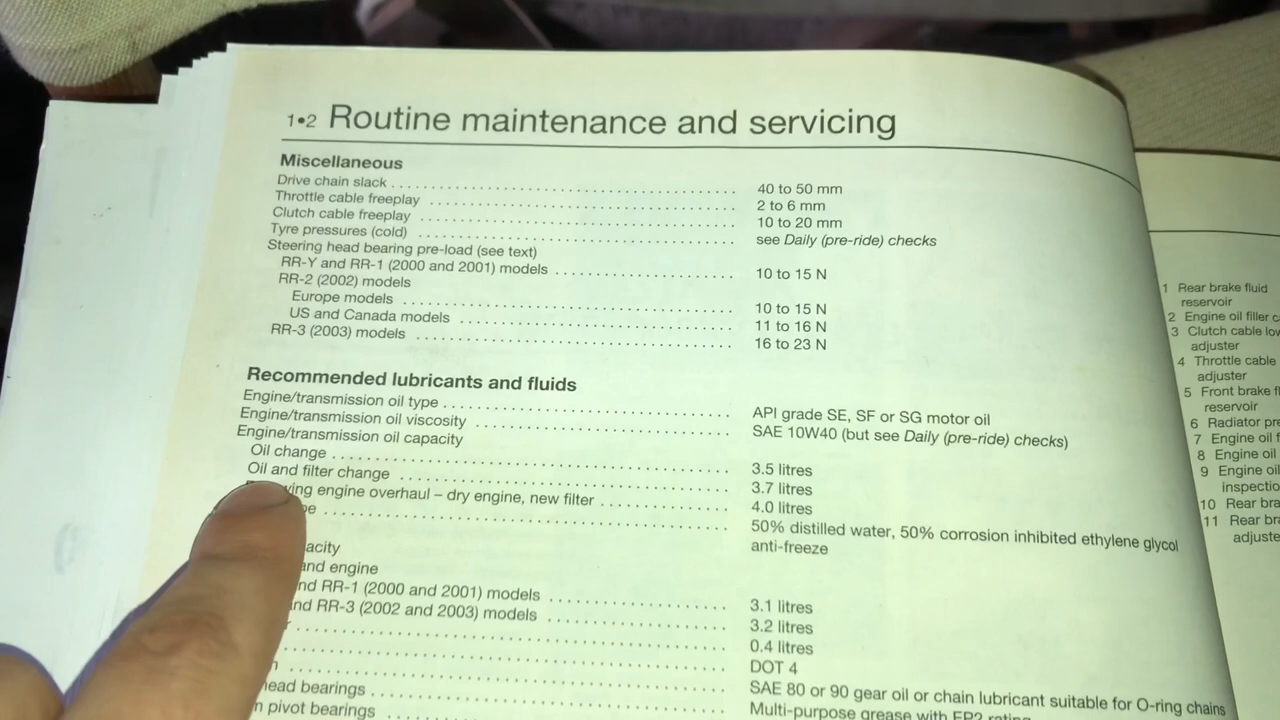 1•2 Routine maintenance and servicing
Miscellaneous
Drive chain slack 40 to 50 mm
Throttle cable freeplay 2 to 6 mm
Clutch cable freeplay 10 to 20 mm
Tyre pressures (cold) see Daily (pre-ride) checks
Steering head bearing pre-load (see text)
RR-Y and RR-1 (2000 and 2001) models 10 to 15 N
RR-2 (2002) models
Europe models 10 to 15 N
US and Canada models 11 to 16 N
RR-3 (2003) models 16 to 23 N
Recommended lubricants and fluids
Engine/transmission oil type API grade SE, SF or SG motor oil
Engine/transmission oil viscosity SAE 10W40 (but see Daily (pre-ride) checks)
Engine/transmission oil capacity
Oil change 3.5 litres
Oil and filter change 3.7 litres
engine overhaul – dry engine, new filter 4.0 litres
50% distilled water, 50% corrosion inhibited ethylene glycol
anti-freeze
and engine
RR-1 (2000 and 2001) models 3.1 litres
and RR-3 (2002 and 2003) models 3.2 litres
0.4 litres
DOT 4
head bearings SAE 80 or 90 gear oil or chain lubricant suitable for O-ring chains
pivot bearings Multi-purpose grease with EP2 rating
1 Rear brake fluid
reservoir
2 Engine oil filler
3 Clutch cable
adjuster
4 Throttle cable
adjuster
5 Front brake
reservoir
6 Radiator
7 Engine oil
8 Engine oil
9 Engine oil
10 Rear
11 Rear